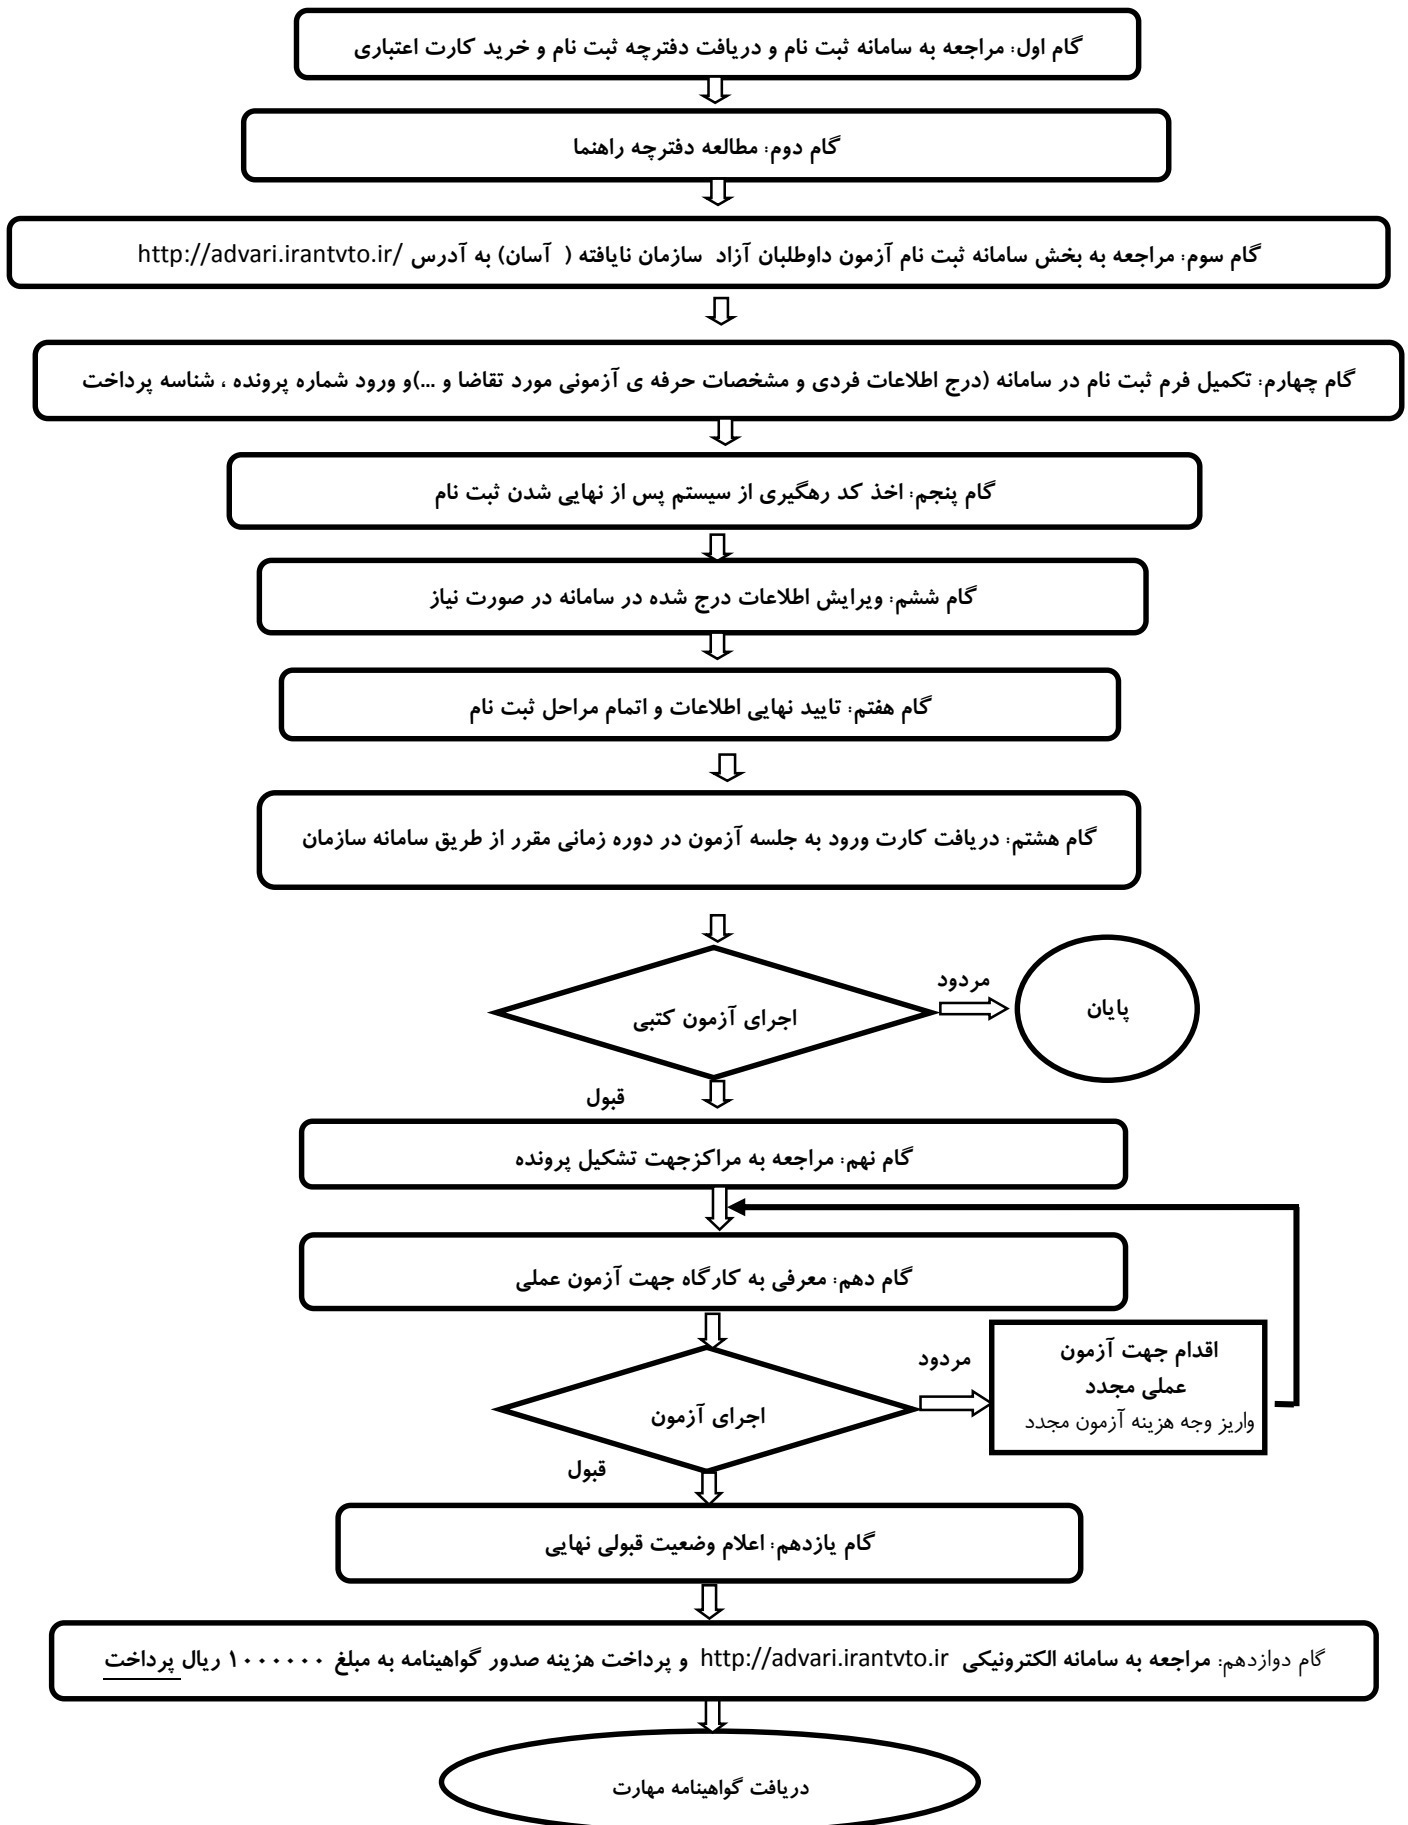 گام اول: مراجعه به سامانه ثبت نام و دریافت دفترچه ثبت نام و خرید کارت اعتباری
گام دوم: مطالعه دفترچه راهنما
گام سوم: مراجعه به بخش سامانه ثبت نام آزمون داوطلبان آزاد سازمان نایافته ( آسان) به آدرس http://advari.irantvto.ir/
گام چهارم: تکمیل فرم ثبت نام در سامانه (درج اطلاعات فردی و مشخصات حرفه ی آزمونی مورد تقاضا و ...)و ورود شماره پرونده ، شناسه پرداخت
گام پنجم: اخذ کد رهگیری از سیستم پس از نهایی شدن ثبت نام
گام ششم: ویرایش اطلاعات درج شده در سامانه در صورت نیاز
گام هفتم: تایید نهایی اطلاعات و اتمام مراحل ثبت نام
گام هشتم: دریافت کارت ورود به جلسه آزمون در دوره زمانی مقرر از طریق سامانه سازمان
مردود
پایان
اجرای آزمون کتبی
قبول
گام نهم: مراجعه به مراکزجهت تشکیل پرونده
گام دهم: معرفی به کارگاه جهت آزمون عملی
اقدام جهت آزمون
عملی مجدد
واریز وجه هزینه آزمون مجدد
مردود
اجرای آزمون
قبول
گام یازدهم: اعلام وضعیت قبولی نهایی
گام دوازدهم: مراجعه به سامانه الکترونیکی http://advari.irantvto.ir و پرداخت هزینه صدور گواهینامه به مبلغ ۱۰۰۰۰۰۰ ریال پرداخت
دریافت گواهینامه مهارت